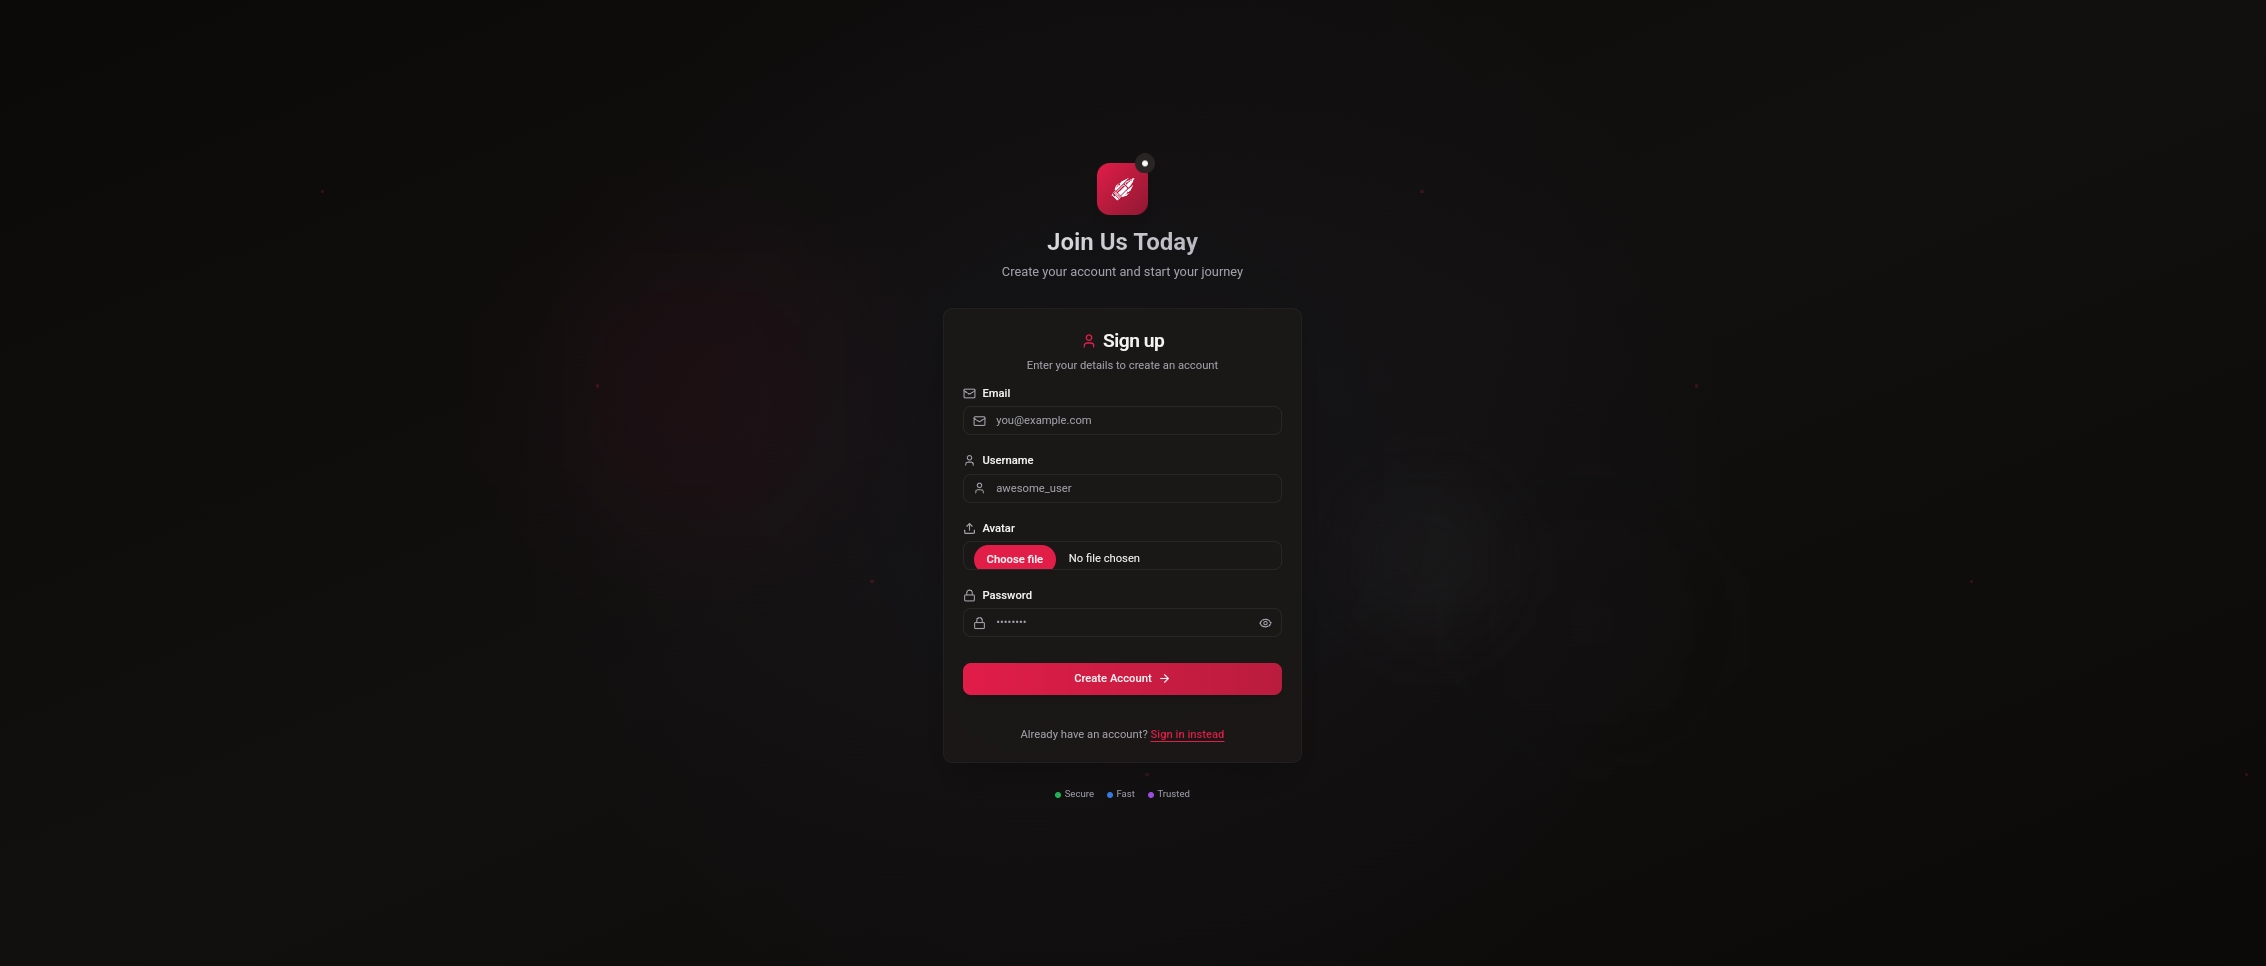 Join Us Today
Create your account and start your journey
Sign up
Enter your details to create an account
Email
you@example.com
Username
awesome_user
Avatar
Choose file No file chosen
Password
••••••••
Create Account
Already have an account? Sign in instead
Secure Fast Trusted